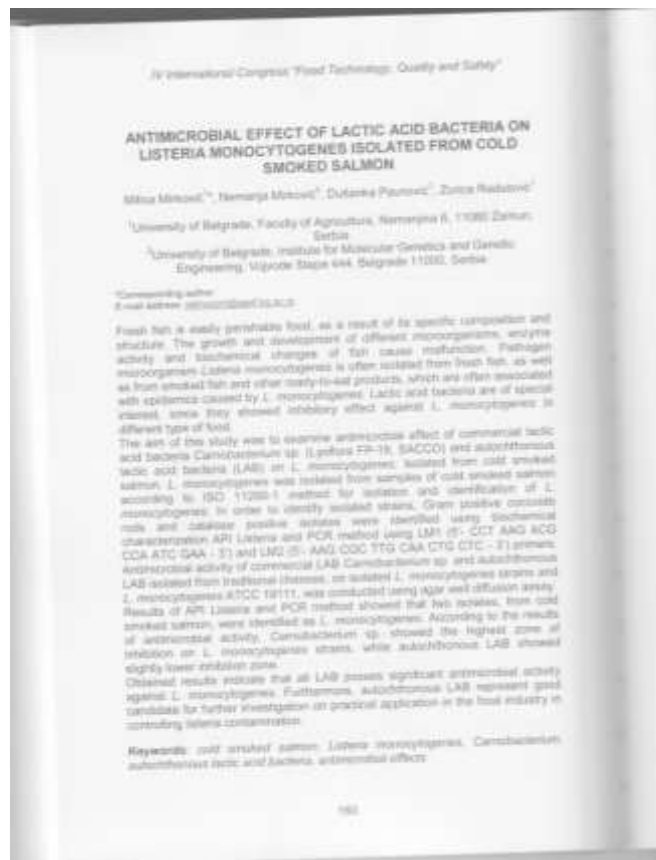 IV International Congress "Food Technology, Quality and Safety"
ANTIMICROBIAL EFFECT OF LACTIC ACID BACTERIA ON
LISTERIA MONOCYTOGENES ISOLATED FROM COLD
SMOKED SALMON
Milica Mirković, Nemanja Mirković, Dušanka Paunović, Zorica Radulović
University of Belgrade, Faculty of Agriculture, Nemanjina 6, 11080 Zemun,
Serbia
University of Belgrade, Institute for Molecular Genetics and Genetic
Engineering, Vojvode Stepe 444, Belgrade 11000, Serbia
*Corresponding author:
E-mail address:
Fresh fish is easily perishable food, as a result of its specific composition and
structure. The growth and development of different microorganisms, enzyme
activity and biochemical changes of fish cause malfunction. Pathogen
microorganism Listeria monocytogenes is often isolated from fresh fish, as well
as from smoked fish and other ready-to-eat products, which are often associated
with epidemics caused by L. monocytogenes. Lactic acid bacteria are of special
interest, since they showed inhibitory effect against L. monocytogenes in
different type of food.
The aim of this study was to examine antimicrobial effect of commercial lactic
acid bacteria Carnobacterium sp. (Lyoflora FP-18, SACCO) and autochthonous
lactic acid bacteria (LAB) on L. monocytogenes, isolated from cold smoked
salmon. L. monocytogenes was isolated from samples of cold smoked salmon
according to ISO 11290-1 method for isolation and identification of L.
monocytogenes. In order to identify isolated strains, Gram positive coccoid
rods and catalase positive isolates were identified using biochemical
characterization API Listeria and PCR method using LM1 (5'- CCT AAG ACG
CCA ATC GAA - 3') and LM2 (5'- AAG CGC TTG CAA CTG CTC - 3') primers.
Antimicrobial activity of commercial LAB Carnobacterium sp. and autochthonous
LAB isolated from traditional cheeses, on isolated L. monocytogenes strains and
L. monocytogenes ATCC 19111, was conducted using agar well diffusion assay.
Results of API Listeria and PCR method showed that two isolates, from cold
smoked salmon, were identified as L. monocytogenes. According to the results
of antimicrobial activity, Carnobacterium sp. showed the highest zone of
inhibition on L. monocytogenes strains, while autochthonous LAB showed
slightly lower inhibition zone.
Obtained results indicate that all LAB posses significant antimicrobial activity
against L. monocytogenes. Furthermore, autochthonous LAB represent good
candidate for further investigation on practical application in the food industry in
controlling listeria contamination.
Keywords: cold smoked salmon, Listeria monocytogenes, Carnobacterium
autochthonous lactic acid bacteria, antimicrobial effects